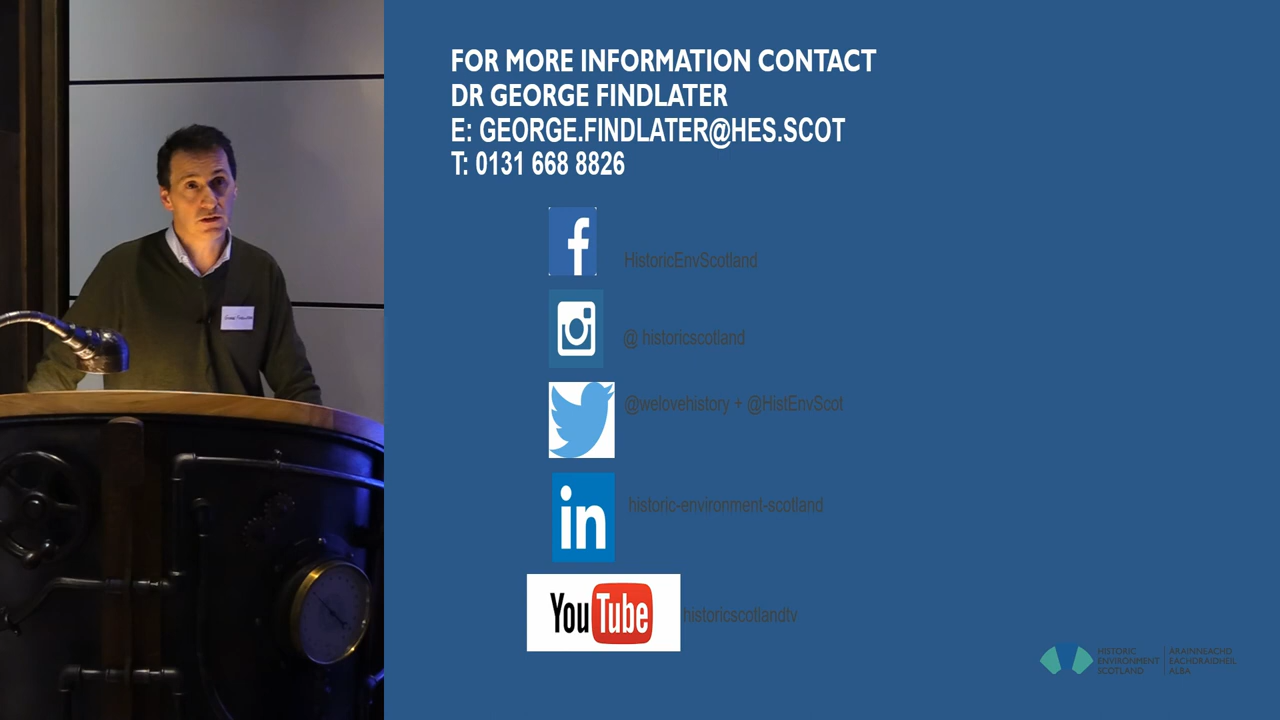 FOR MORE INFORMATION CONTACT
DR GEORGE FINDLATER
E: GEORGE.FINDLATER@HES.SCOT
T: 0131 668 8826
f
HistoricEnvScotland
@ historicscotland
@welovehistory + @HistEnvScot
in
historic-environment-scotland
YouTube
historicscotlandtv
HISTORIC
ENVIRONMENT
SCOTLAND
ÀRAINNEACHD
EACHDRAIDHEIL
ALBA